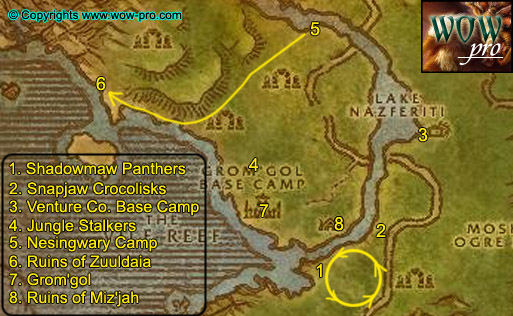 © Copyrights www.wow-pro.com
WOW
pro
5
6
LAKE
NAZFERITI
3
4
GROM'GOL
BASE CAMP
7
8
2
1
MOSH
OGRE
THE
REEF
1. Shadowmaw Panthers
2. Snapjaw Crocolisks
3. Venture Co. Base Camp
4. Jungle Stalkers
5. Nesingwary Camp
6. Ruins of Zuuldaia
7. Grom'gol
8. Ruins of Miz'jah